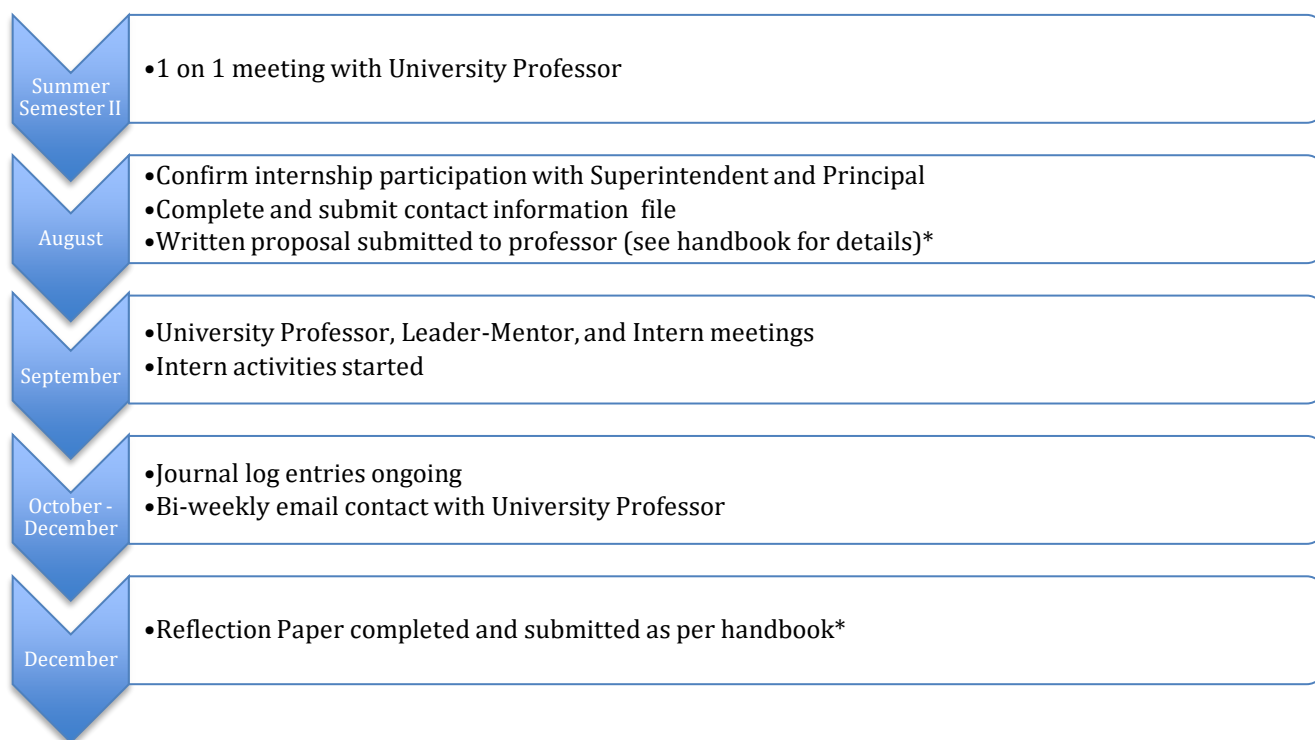 Summer
Semester II
•1 on 1 meeting with University Professor
August
•Confirm internship participation with Superintendent and Principal
•Complete and submit contact information file
•Written proposal submitted to professor (see handbook for details)*
September
•University Professor, Leader-Mentor, and Intern meetings
•Intern activities started
October -
December
•Journal log entries ongoing
•Bi-weekly email contact with University Professor
December
•Reflection Paper completed and submitted as per handbook*